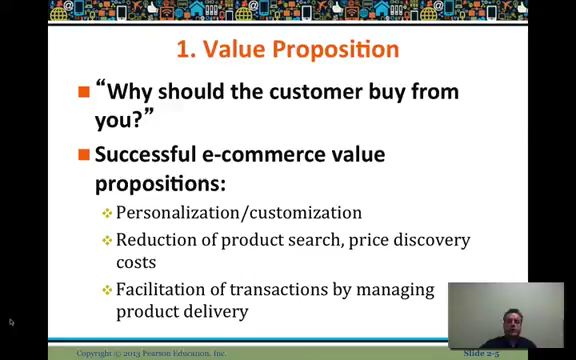 1. Value Proposition
“Why should the customer buy from
you?”
Successful e-commerce value
propositions:
Personalization/customization
Reduction of product search, price discovery
costs
Facilitation of transactions by managing
product delivery
Copyright © 2013 Pearson Education, Inc.
Slide 2-5